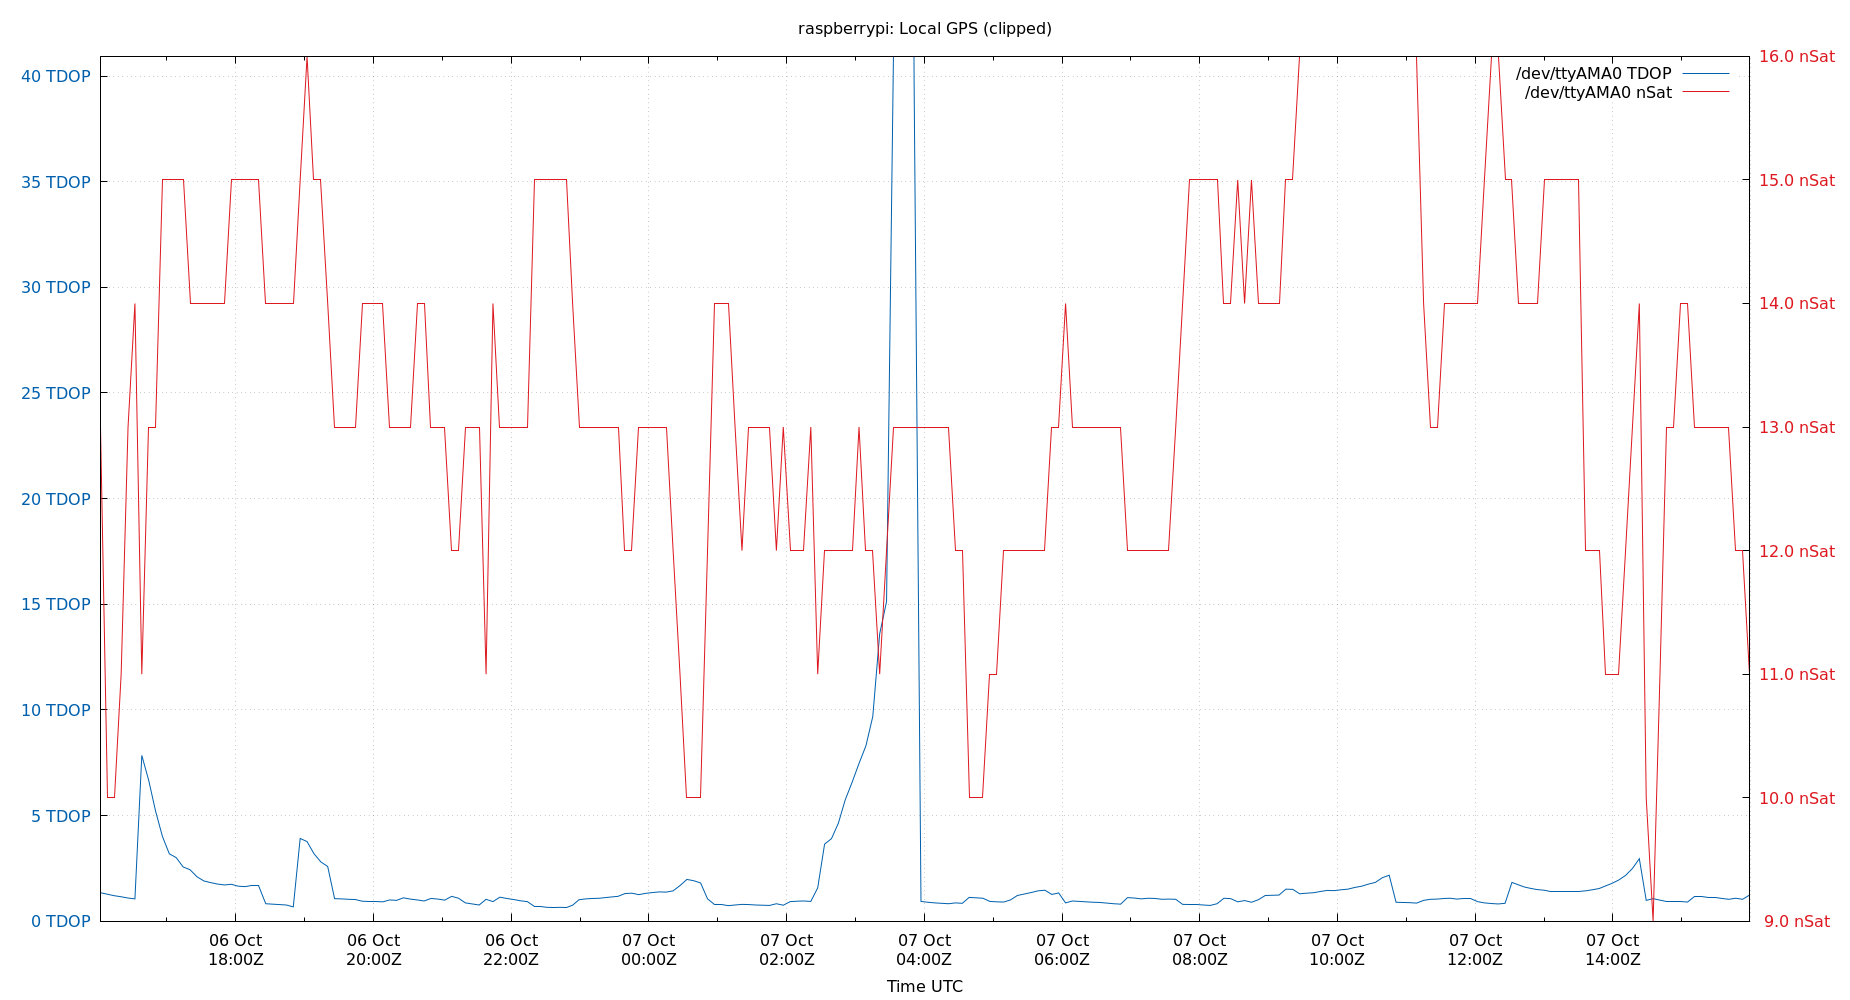 raspberrypi: Local GPS (clipped)
/dev/ttyAMA0 TDOP
/dev/ttyAMA0 nSat
40 TDOP
35 TDOP
30 TDOP
25 TDOP
20 TDOP
15 TDOP
10 TDOP
5 TDOP
0 TDOP
16.0 nSat
15.0 nSat
14.0 nSat
13.0 nSat
12.0 nSat
11.0 nSat
10.0 nSat
9.0 nSat
06 Oct
18:00Z
06 Oct
20:00Z
06 Oct
22:00Z
07 Oct
00:00Z
07 Oct
02:00Z
07 Oct
04:00Z
07 Oct
06:00Z
07 Oct
08:00Z
07 Oct
10:00Z
07 Oct
12:00Z
07 Oct
14:00Z
Time UTC